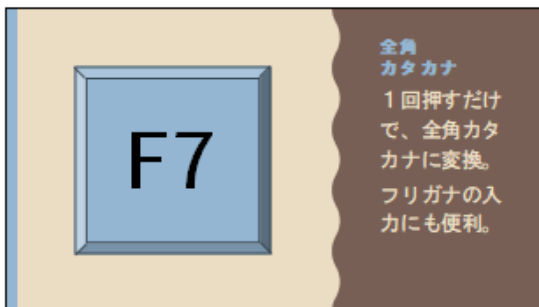 F7
全角
カタカナ
1回押すだけ
で、全角カタ
カナに変換。
フリガナの入
力にも便利。